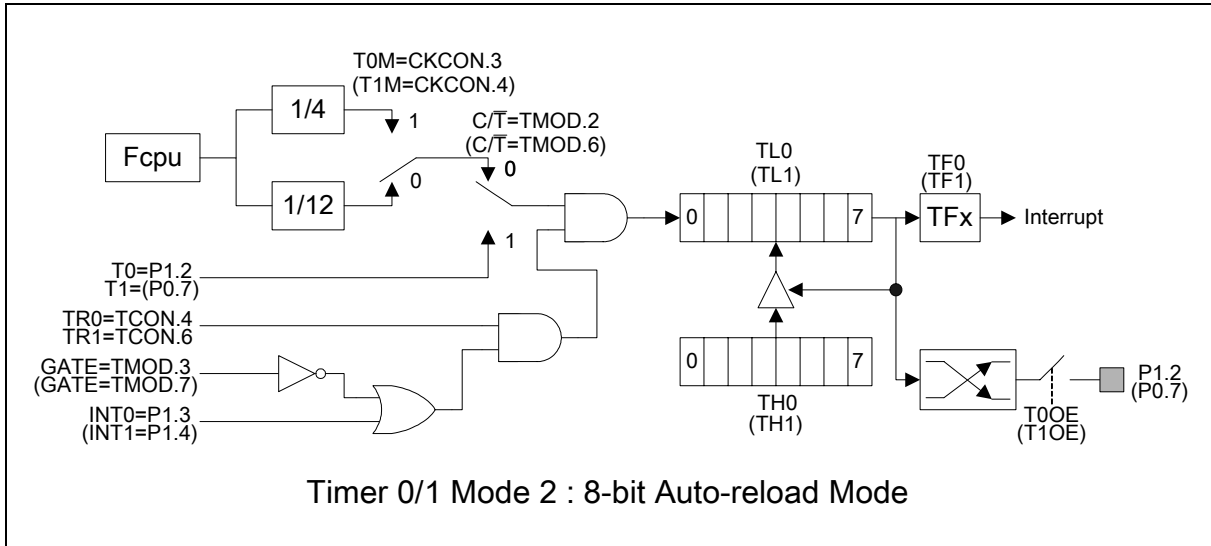 T0M=CKCON.3
(T1M=CKCON.4)
1/4
1
C/T̅=TMOD.2
(C/T̅=TMOD.6)
Fcpu
0
0
1/12
TL0
(TL1)
TF0
(TF1)
0
7
TFx
Interrupt
1
T0=P1.2
T1=(P0.7)
TR0=TCON.4
TR1=TCON.6
GATE=TMOD.3
(GATE=TMOD.7)
INT0=P1.3
(INT1=P1.4)
0
7
TH0
(TH1)
P1.2
(P0.7)
T0OE
(T1OE)
Timer 0/1 Mode 2 : 8-bit Auto-reload Mode